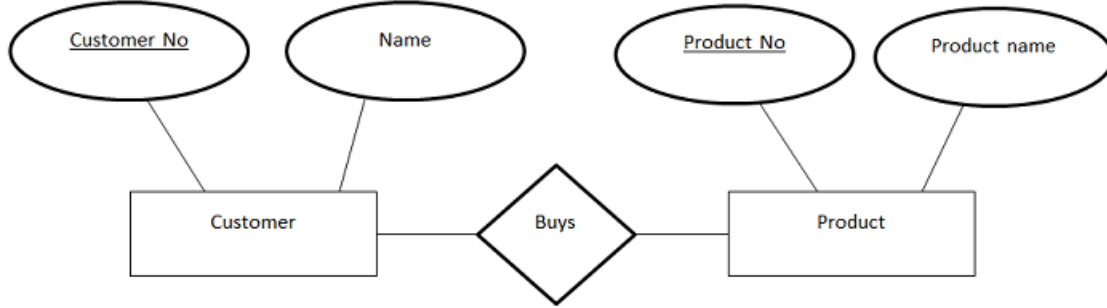 Customer No
Name
Product No
Product name
Customer
Buys
Product